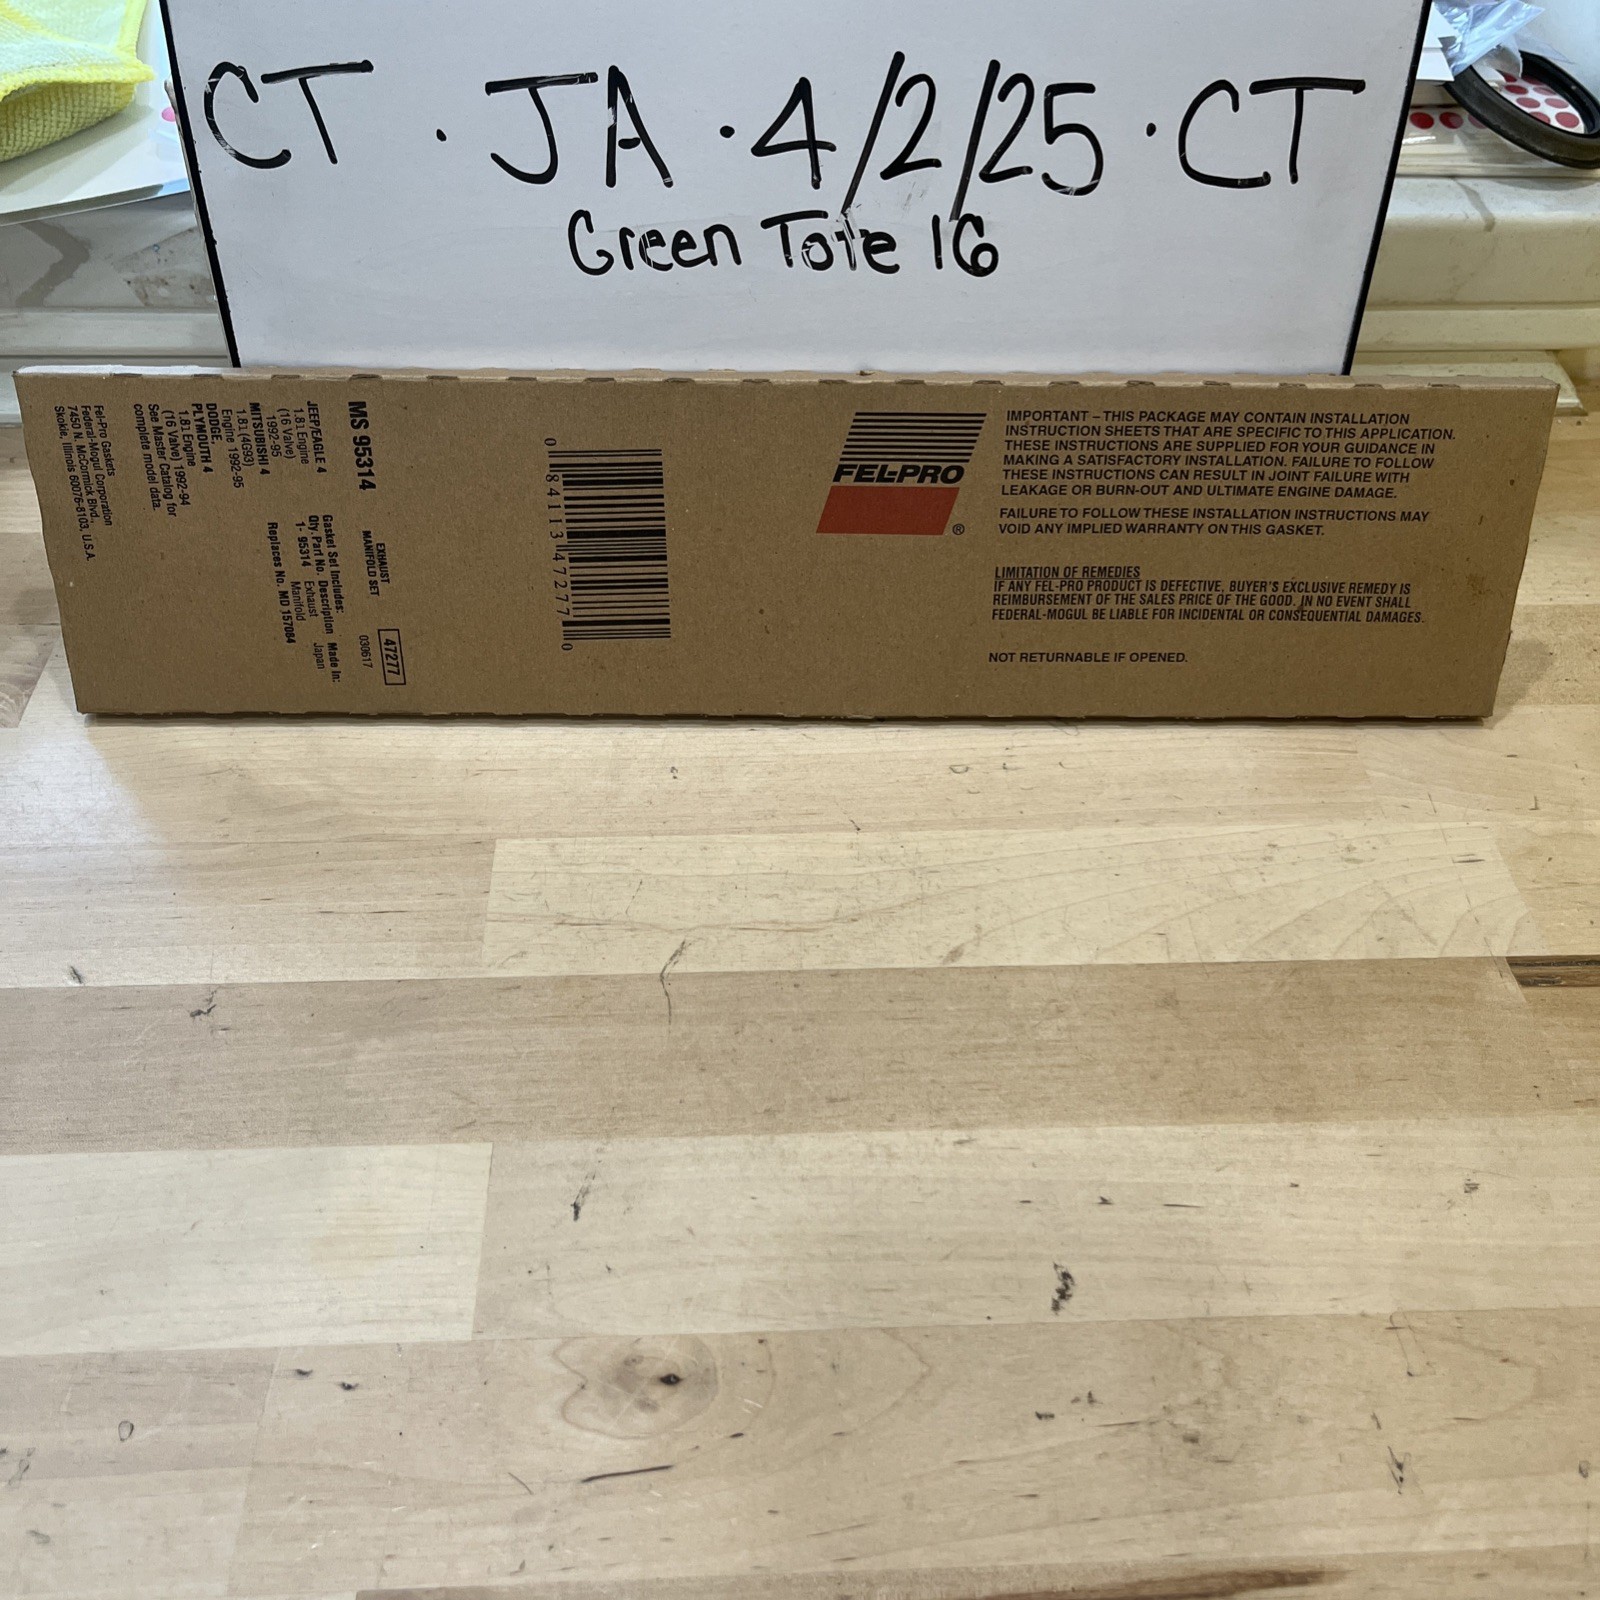 CT · JA · 4/2/25 · CT
Green Tote 16
MS 95314
EXHAUST
MANIFOLD SET
47277
030617
JEEP/EAGLE 4
1.8L Engine
(16 Valve)
1992-95
MITSUBISHI 4
1.8L (4G93)
Engine 1992-95
DODGE,
PLYMOUTH 4
1.8L Engine
(16 Valve) 1992-94
See Master Catalog for
complete model data.
Gasket Set Includes: Made In:
Qty. Part No. Description Japan
1- 95314 Exhaust
Manifold
Replaces No. MD 157084
Fel-Pro Gaskets
Federal-Mogul Corporation
7450 N. McCormick Blvd.,
Skokie, Illinois 60076-8103, U.S.A.
0 84113 47277 0
FEL-PRO
®
IMPORTANT – THIS PACKAGE MAY CONTAIN INSTALLATION
INSTRUCTION SHEETS THAT ARE SPECIFIC TO THIS APPLICATION.
THESE INSTRUCTIONS ARE SUPPLIED FOR YOUR GUIDANCE IN
MAKING A SATISFACTORY INSTALLATION. FAILURE TO FOLLOW
THESE INSTRUCTIONS CAN RESULT IN JOINT FAILURE WITH
LEAKAGE OR BURN-OUT AND ULTIMATE ENGINE DAMAGE.
FAILURE TO FOLLOW THESE INSTALLATION INSTRUCTIONS MAY
VOID ANY IMPLIED WARRANTY ON THIS GASKET.
LIMITATION OF REMEDIES
IF ANY FEL-PRO PRODUCT IS DEFECTIVE, BUYER'S EXCLUSIVE REMEDY IS
REIMBURSEMENT OF THE SALES PRICE OF THE GOOD. IN NO EVENT SHALL
FEDERAL-MOGUL BE LIABLE FOR INCIDENTAL OR CONSEQUENTIAL DAMAGES.
NOT RETURNABLE IF OPENED.